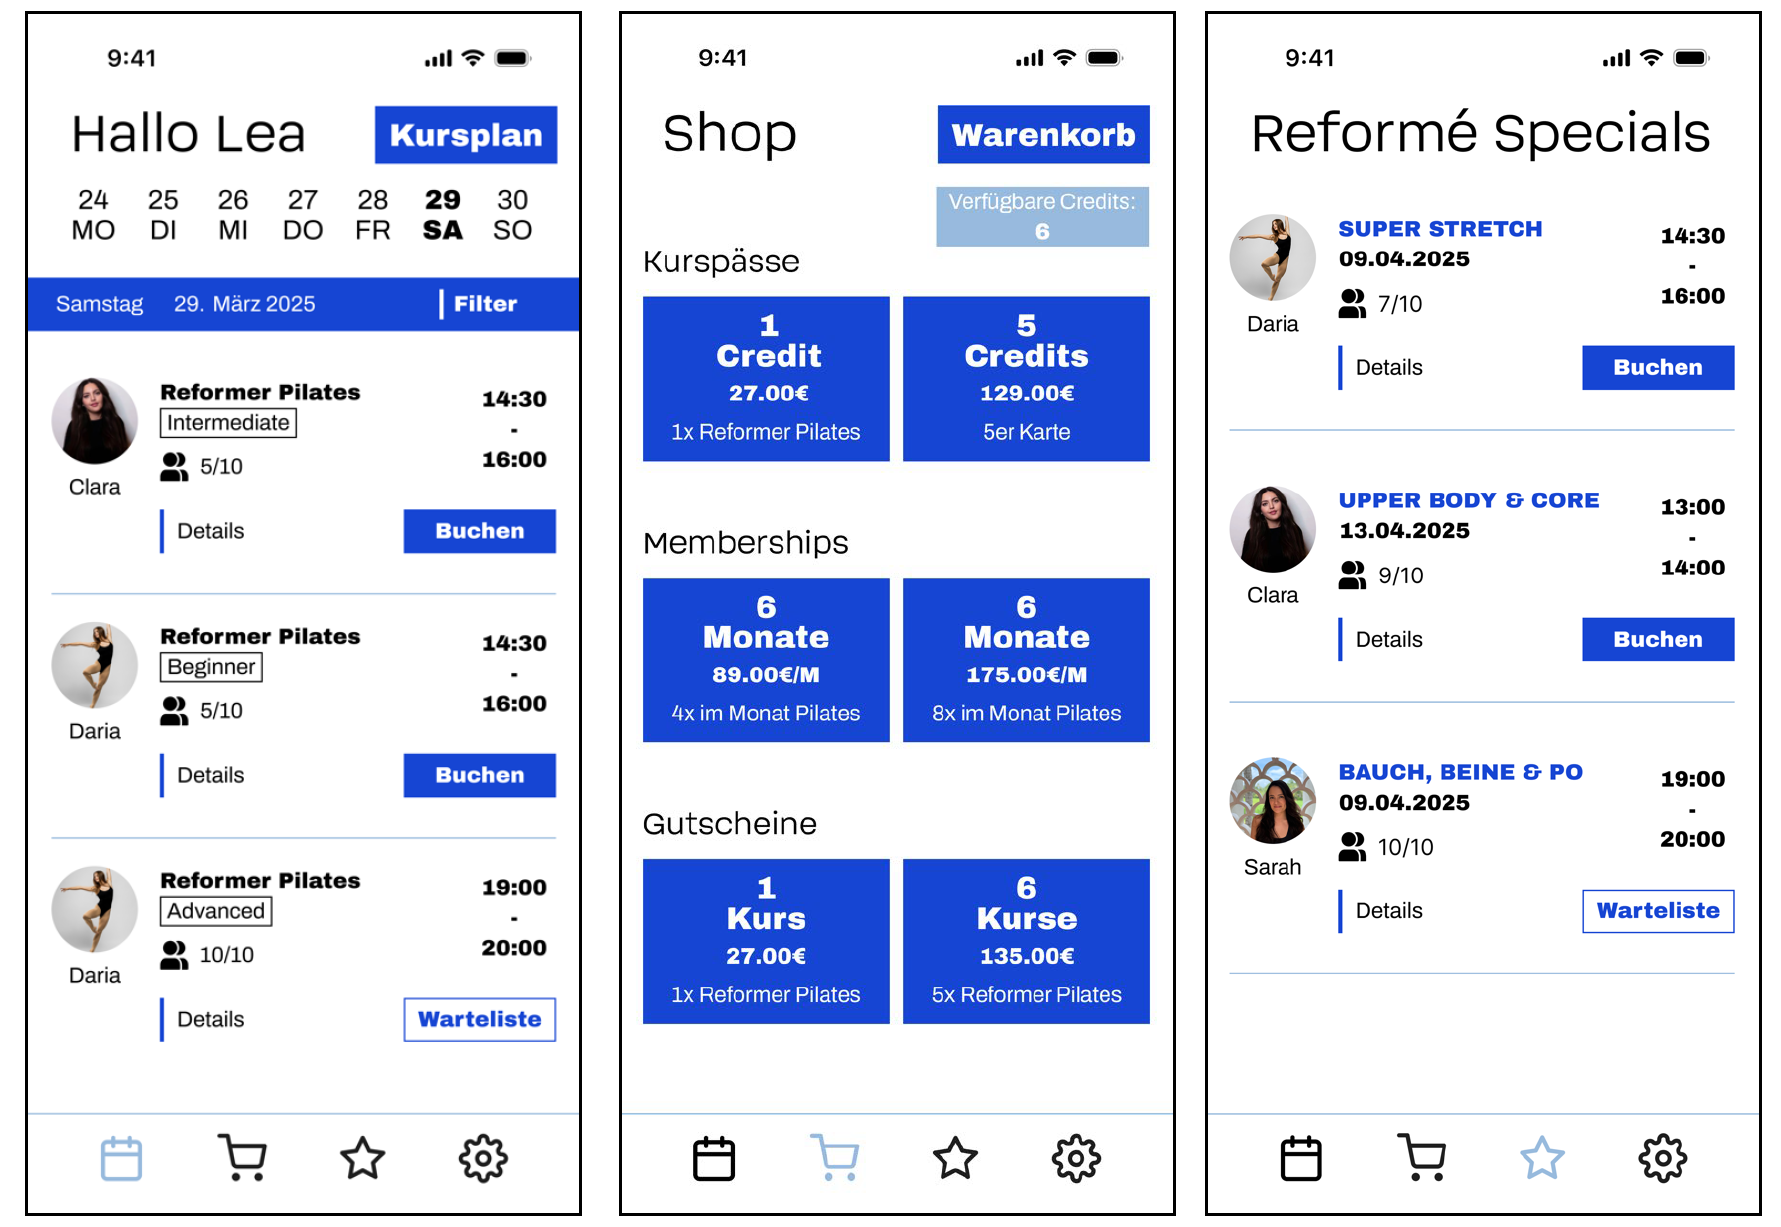 9:41
Hallo Lea
Kursplan
24 25 26 27 28 29 30
MO DI MI DO FR SA SO
Samstag 29. März 2025 Filter
Reformer Pilates
Intermediate
5/10
14:30
-
16:00
Clara
Details
Buchen
Reformer Pilates
Beginner
5/10
14:30
-
16:00
Daria
Details
Buchen
Reformer Pilates
Advanced
10/10
19:00
-
20:00
Daria
Details
Warteliste
9:41
Shop
Warenkorb
Verfügbare Credits:
6
Kurspässe
1
Credit
27.00€
1x Reformer Pilates
5
Credits
129.00€
5er Karte
Memberships
6
Monate
89.00€/M
4x im Monat Pilates
6
Monate
175.00€/M
8x im Monat Pilates
Gutscheine
1
Kurs
27.00€
1x Reformer Pilates
6
Kurse
135.00€
5x Reformer Pilates
9:41
Reformé Specials
SUPER STRETCH
09.04.2025
7/10
14:30
-
16:00
Daria
Details
Buchen
UPPER BODY & CORE
13.04.2025
9/10
13:00
-
14:00
Clara
Details
Buchen
BAUCH, BEINE & PO
09.04.2025
10/10
19:00
-
20:00
Sarah
Details
Warteliste